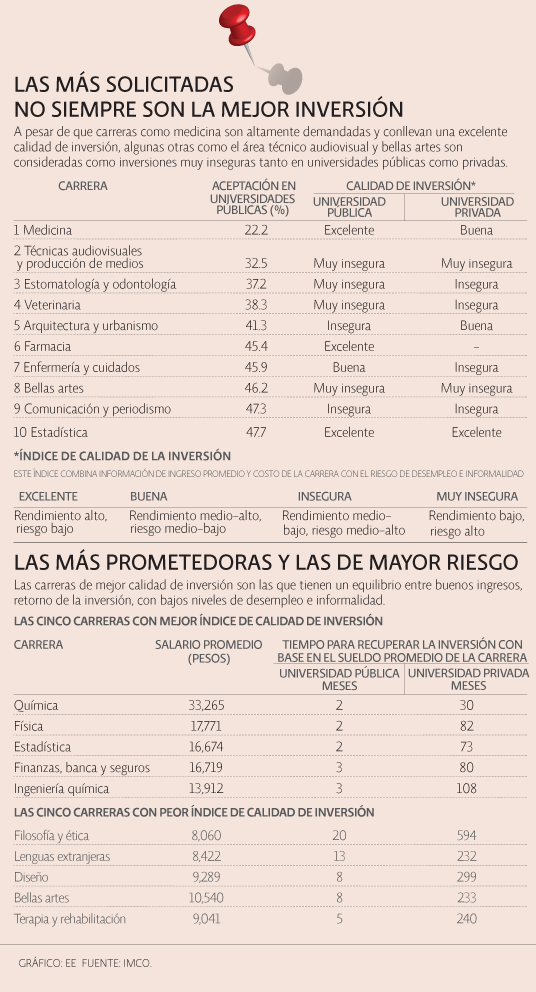 LAS MÁS SOLICITADAS
NO SIEMPRE SON LA MEJOR INVERSIÓN
A pesar de que carreras como medicina son altamente demandadas y conllevan una excelente
calidad de inversión, algunas otras como el área técnico audiovisual y bellas artes son
consideradas como inversiones muy inseguras tanto en universidades públicas como privadas.
CARRERA ACEPTACIÓN EN UNIVERSIDADES PÚBLICAS (%) CALIDAD DE INVERSIÓN*
UNIVERSIDAD PÚBLICA UNIVERSIDAD PRIVADA
1 Medicina 22.2 Excelente Buena
2 Técnicas audiovisuales
y producción de medios 32.5 Muy insegura Muy insegura
3 Estomatología y odontología 37.2 Muy insegura Insegura
4 Veterinaria 38.3 Muy insegura Insegura
5 Arquitectura y urbanismo 41.3 Insegura Buena
6 Farmacia 45.4 Excelente –
7 Enfermería y cuidados 45.9 Buena Insegura
8 Bellas artes 46.2 Muy insegura Muy insegura
9 Comunicación y periodismo 47.3 Insegura Insegura
10 Estadística 47.7 Excelente Excelente
*ÍNDICE DE CALIDAD DE LA INVERSIÓN
ESTE ÍNDICE COMBINA INFORMACIÓN DE INGRESO PROMEDIO Y COSTO DE LA CARRERA CON EL RIESGO DE DESEMPLEO E INFORMALIDAD
EXCELENTE BUENA INSEGURA MUY INSEGURA
Rendimiento alto, Rendimiento medio–alto, Rendimiento medio– Rendimiento bajo,
riesgo bajo riesgo medio–bajo bajo, riesgo medio–alto riesgo alto
LAS MÁS PROMETEDORAS Y LAS DE MAYOR RIESGO
Las carreras de mejor calidad de inversión son las que tienen un equilibrio entre buenos ingresos,
retorno de la inversión, con bajos niveles de desempleo e informalidad.
LAS CINCO CARRERAS CON MEJOR ÍNDICE DE CALIDAD DE INVERSIÓN
CARRERA SALARIO PROMEDIO TIEMPO PARA RECUPERAR LA INVERSIÓN CON
(PESOS) BASE EN EL SUELDO PROMEDIO DE LA CARRERA
UNIVERSIDAD PÚBLICA UNIVERSIDAD PRIVADA
MESES MESES
Química 33,265 2 30
Física 17,771 2 82
Estadística 16,674 2 73
Finanzas, banca y seguros 16,719 3 80
Ingeniería química 13,912 3 108
LAS CINCO CARRERAS CON PEOR ÍNDICE DE CALIDAD DE INVERSIÓN
Filosofía y ética 8,060 20 594
Lenguas extranjeras 8,422 13 232
Diseño 9,289 8 299
Bellas artes 10,540 8 233
Terapia y rehabilitación 9,041 5 240
GRÁFICO: EE FUENTE: IMCO.